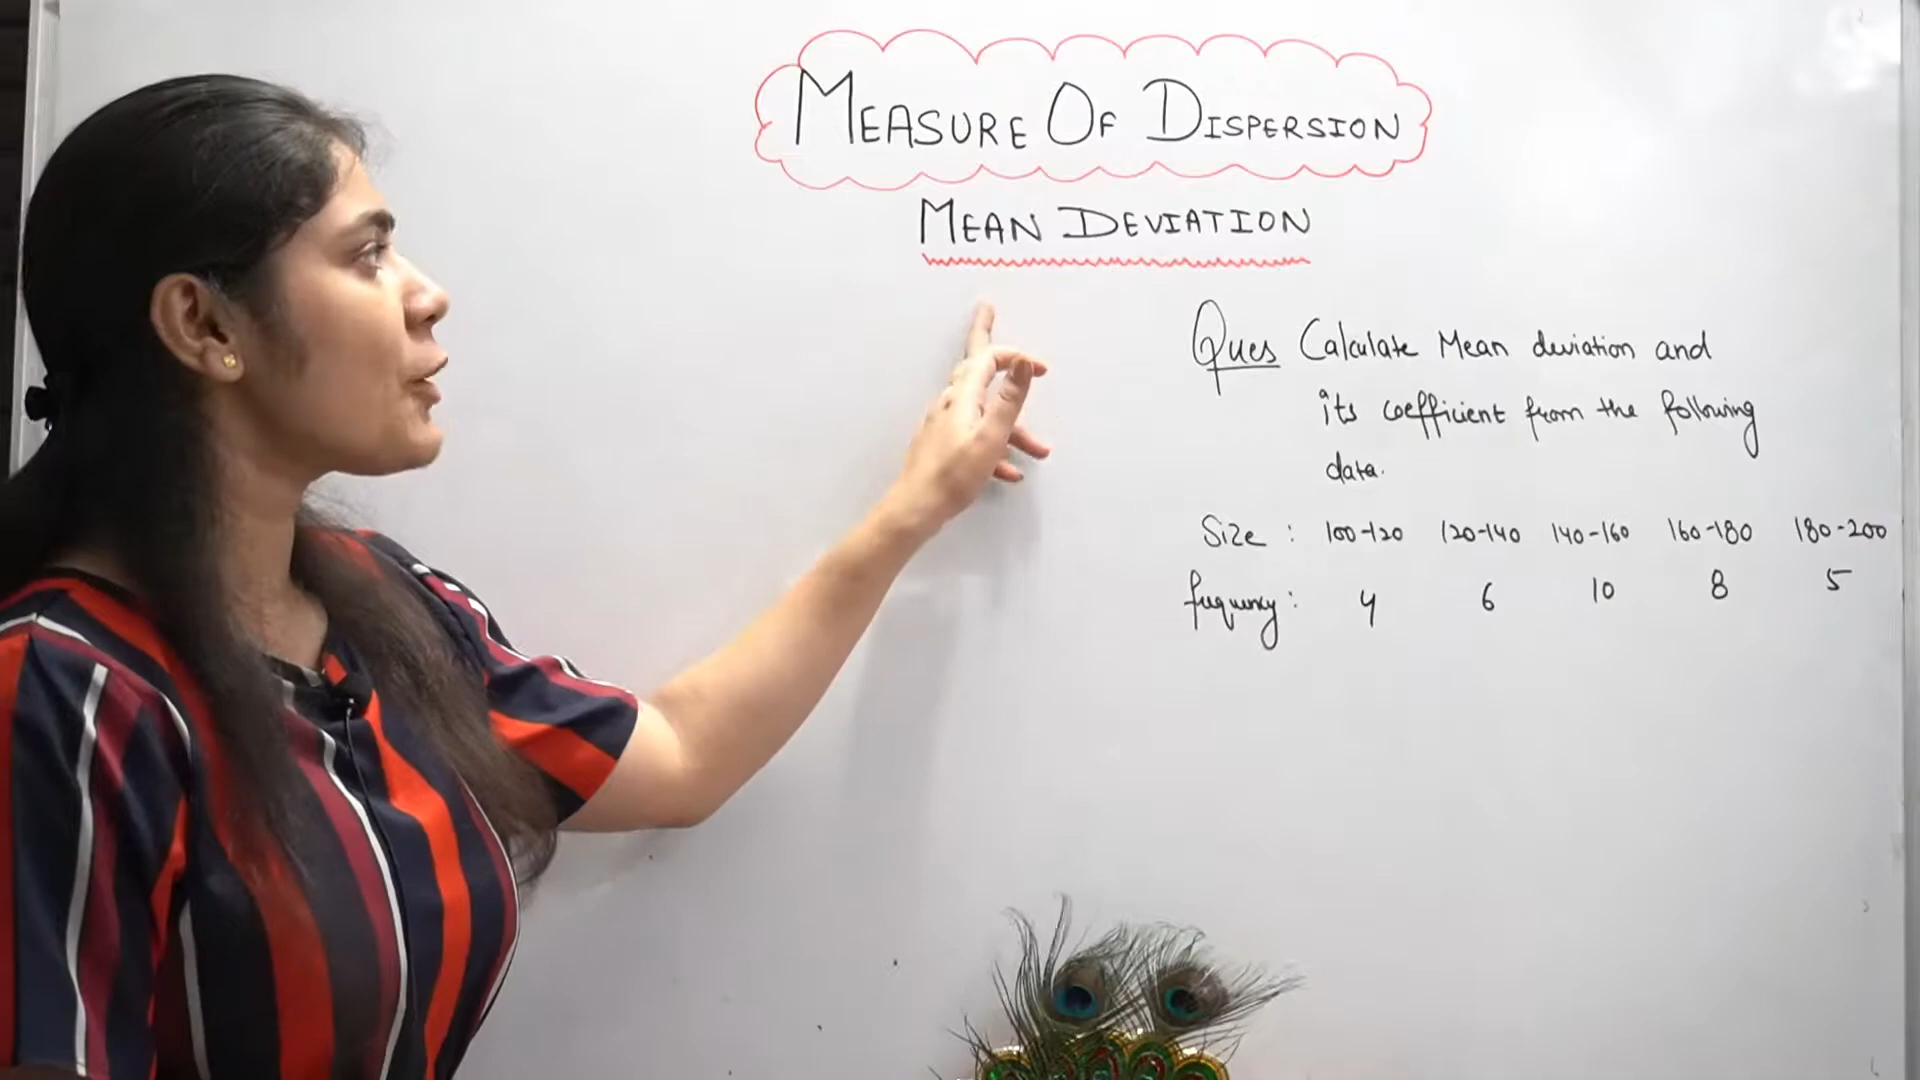 MEASURE OF DISPERSION
MEAN DEVIATION
Ques Calculate Mean deviation and
its coefficient from the following
data.
Size : 100-120 120-140 140-160 160-180 180-200
frequency : 4 6 10 8 5